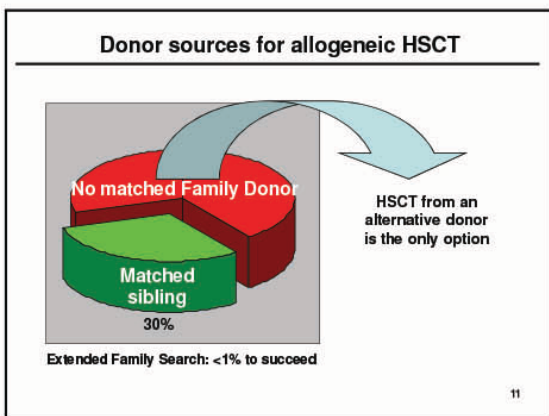 Donor sources for allogeneic HSCT
No matched Family Donor
HSCT from an
alternative donor
is the only option
Matched
sibling
30%
Extended Family Search: <1% to succeed
11